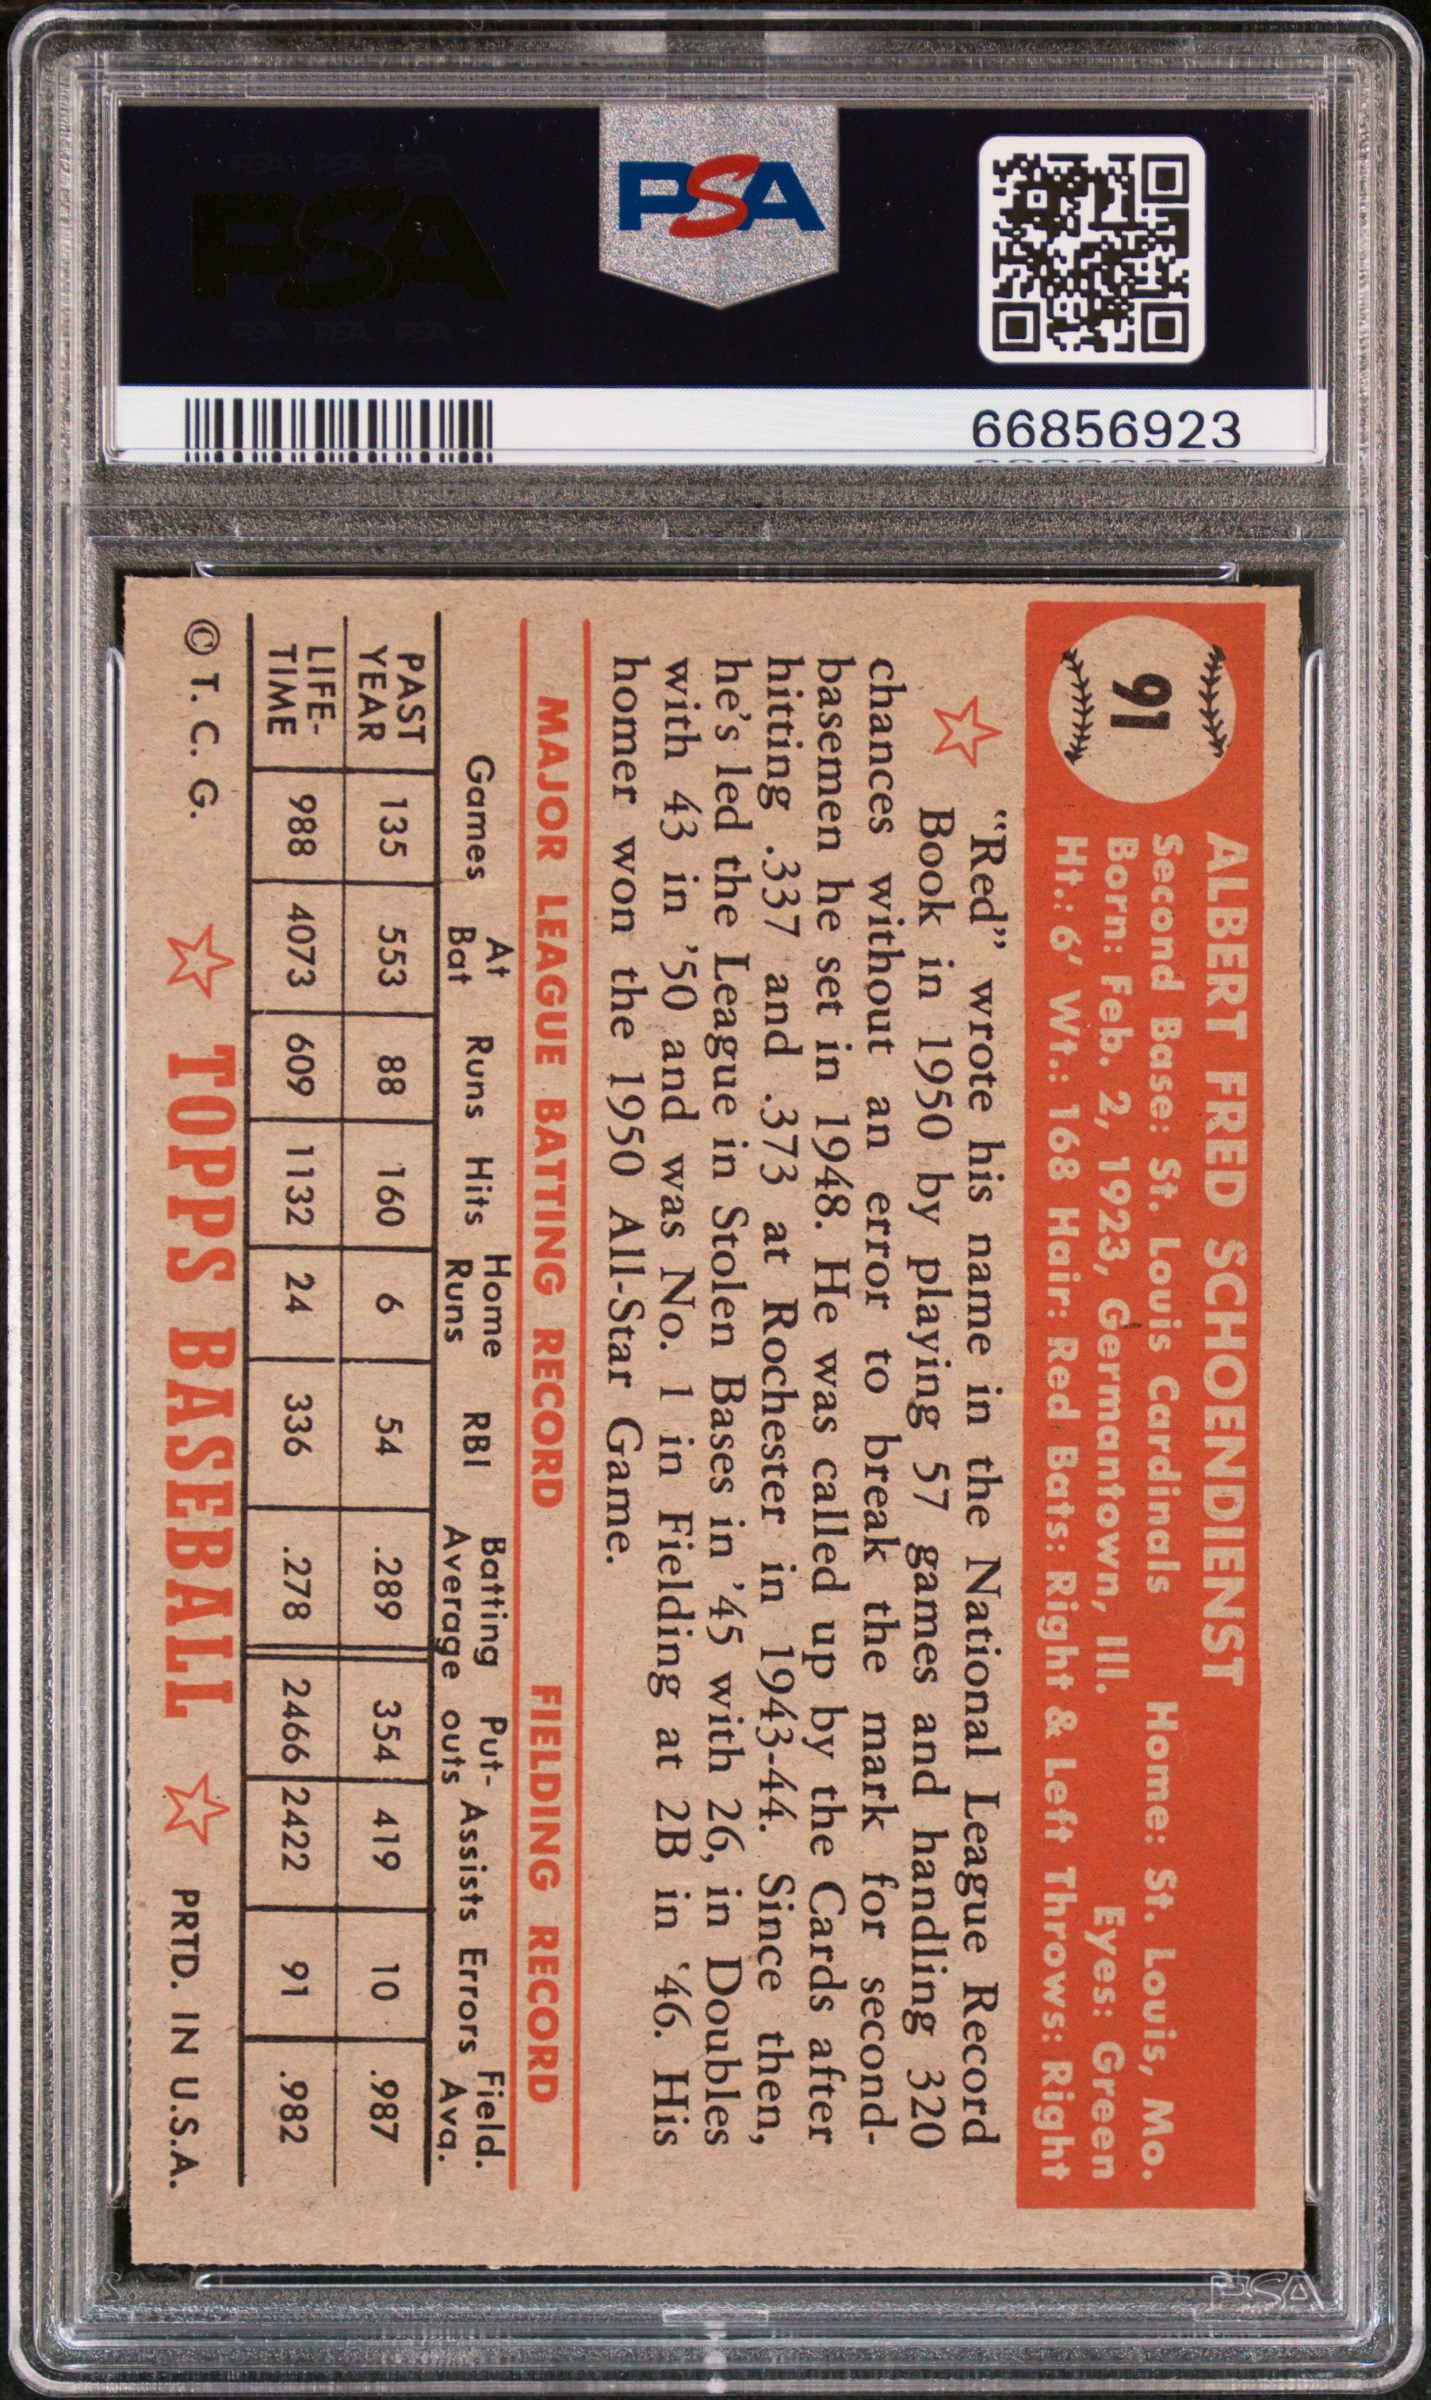 PSA PSA PSA
PSA
PSA PSA PSA
PSA
66856923
91
ALBERT FRED SCHOENDIENST
Second Base: St. Louis Cardinals Home: St. Louis, Mo.
Born: Feb. 2, 1923, Germantown, Ill. Eyes: Green
Ht.: 6' Wt.: 168 Hair: Red Bats: Right & Left Throws: Right
"Red" wrote his name in the National League Record
Book in 1950 by playing 57 games and handling 320
chances without an error to break the mark for second-
basemen he set in 1948. He was called up by the Cards after
hitting .337 and .373 at Rochester in 1943-44. Since then,
he's led the League in Stolen Bases in '45 with 26, in Doubles
with 43 in '50 and was No. 1 in Fielding at 2B in '46. His
homer won the 1950 All-Star Game.
MAJOR LEAGUE BATTING RECORD FIELDING RECORD
Games At Bat Runs Hits Home Runs RBI Batting Average Put-outs Assists Errors Field. Avg.
PAST YEAR 135 553 88 160 6 54 .289 354 419 10 .987
LIFE-TIME 988 4073 609 1132 24 336 .278 2466 2422 91 .982
© T. C. G. TOPPS BASEBALL PRTD. IN U.S.A.
PSA